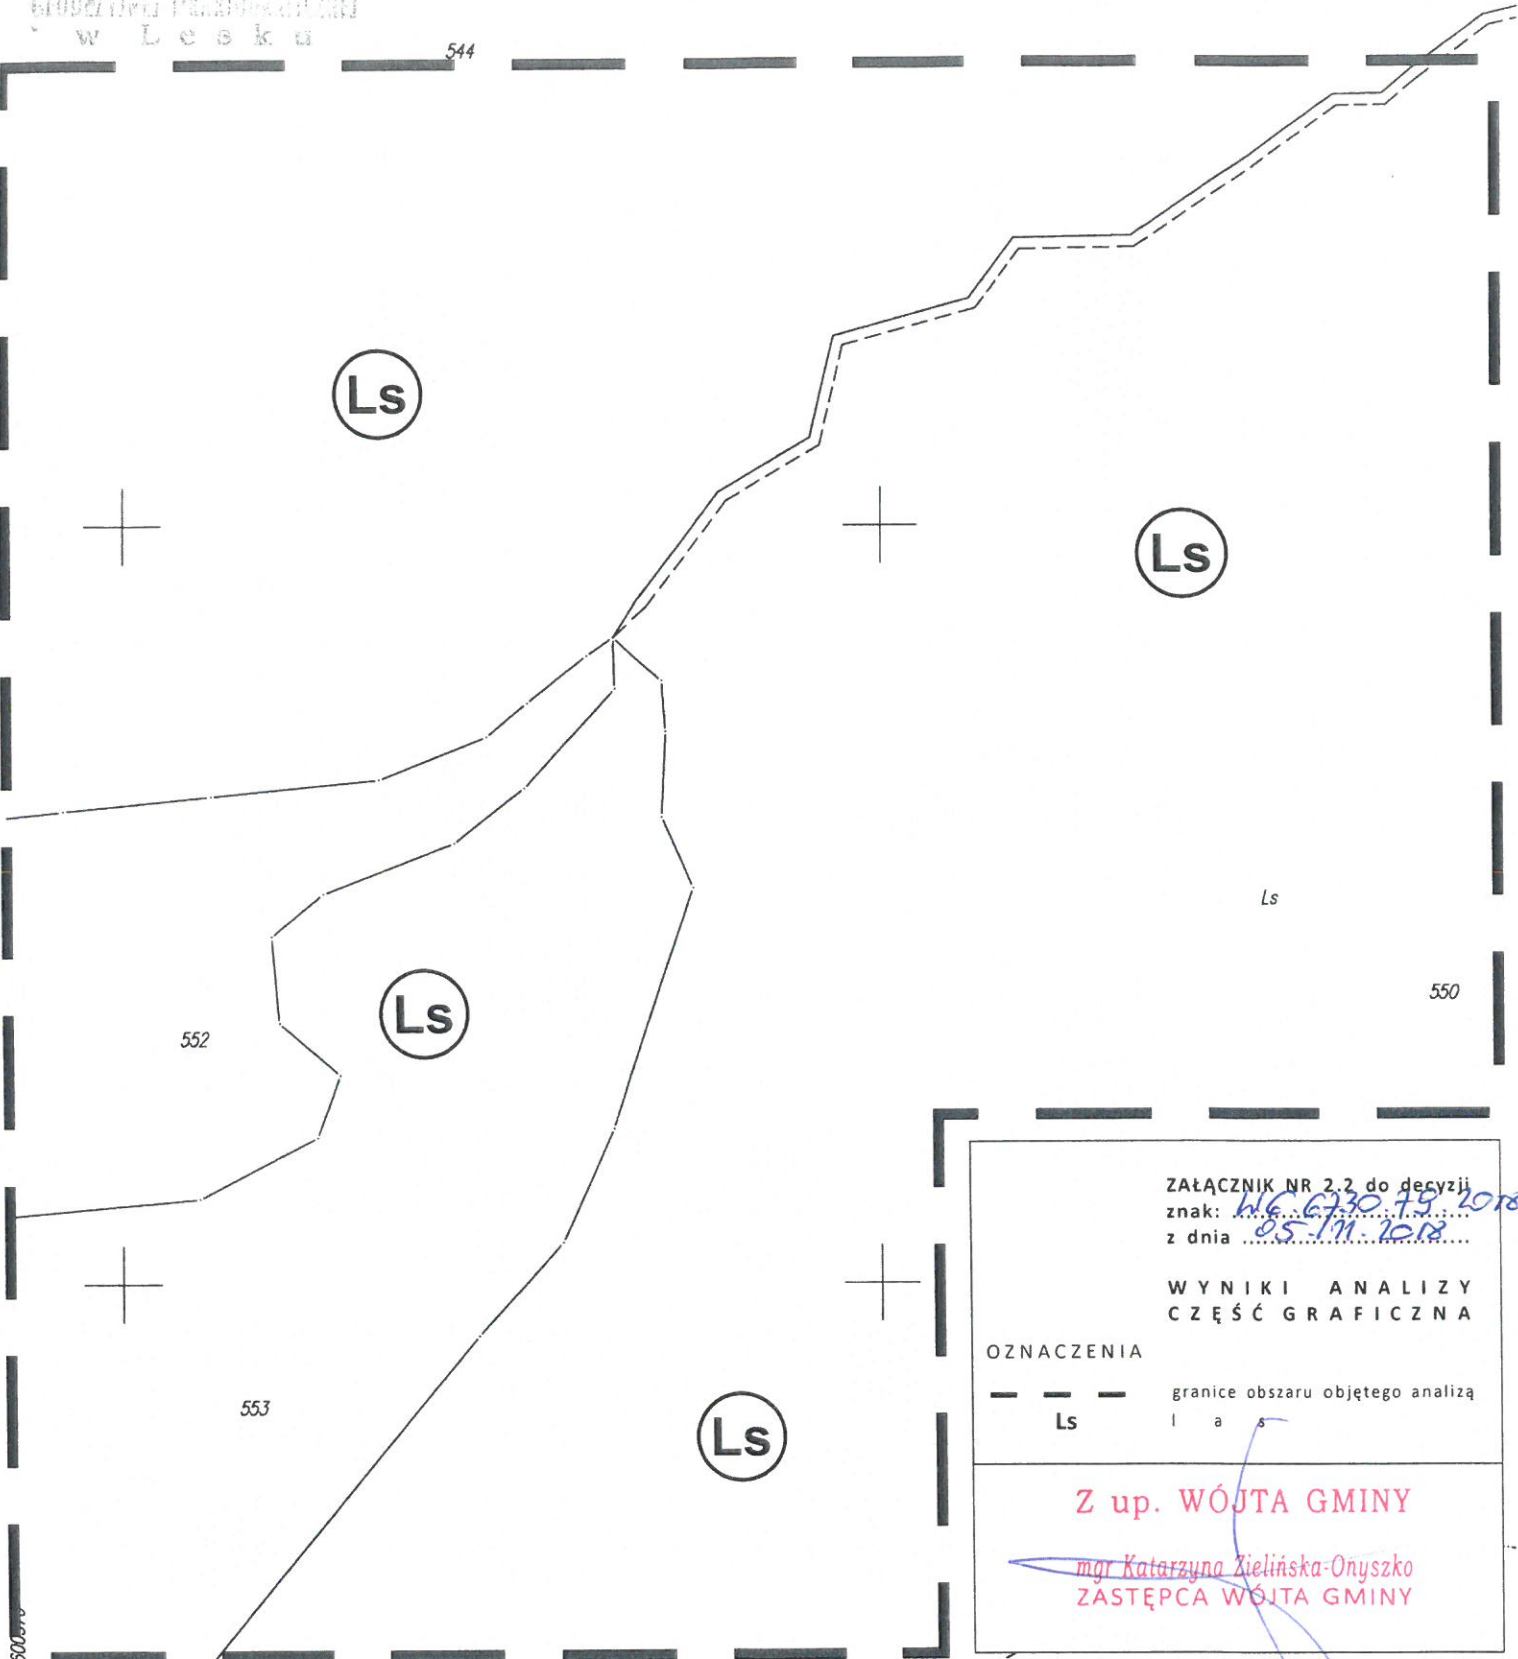 w Lesku
544
Ls
Ls
Ls
550
552
Ls
ZAŁĄCZNIK NR 2.2 do decyzji
znak: WG.6730.79.2018
z dnia 05.11.2018
WYNIKI ANALIZY
CZĘŚĆ GRAFICZNA
OZNACZENIA
granice obszaru objętego analizą
Ls las
553
Ls
Z up. WÓJTA GMINY
mgr Katarzyna Zielińska-Onyszko
ZASTĘPCA WÓJTA GMINY